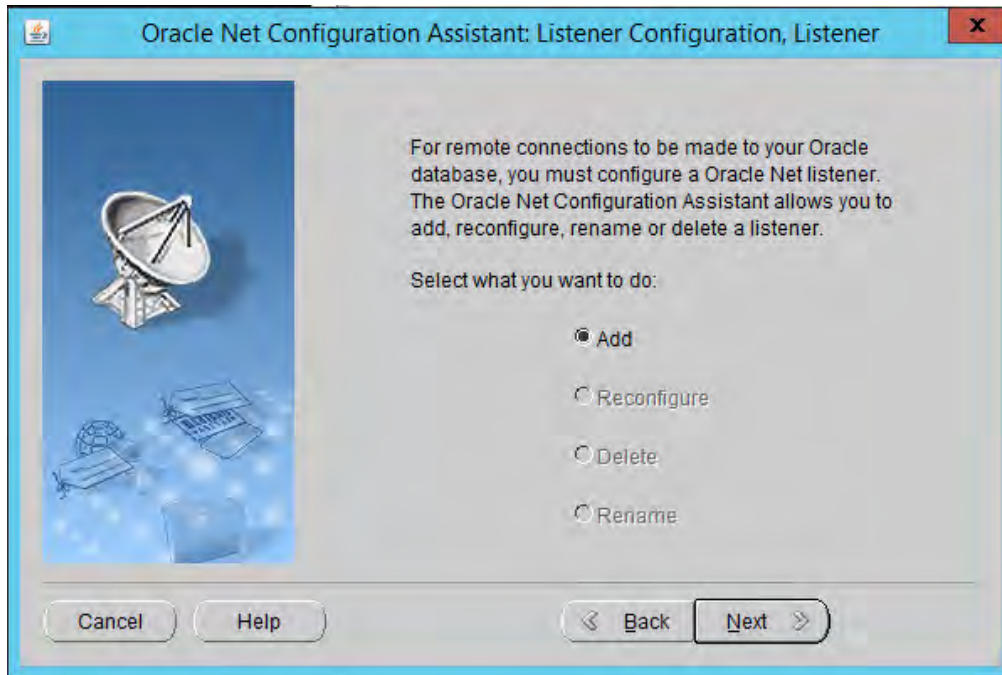 Oracle Net Configuration Assistant: Listener Configuration, Listener
X
For remote connections to be made to your Oracle
database, you must configure a Oracle Net listener.
The Oracle Net Configuration Assistant allows you to
add, reconfigure, rename or delete a listener.
Select what you want to do:
Add
Reconfigure
Delete
Rename
Cancel Help Back Next